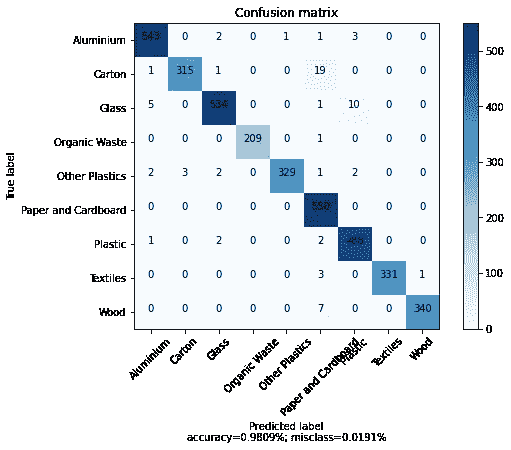 Confusion matrix
Aluminium 543 0 2 0 1 1 3 0 0
Carton 1 315 1 0 0 19 0 0 0
Glass 5 0 534 0 0 1 10 0 0
Organic Waste 0 0 0 209 0 1 0 0 0
Other Plastics 2 3 2 0 329 1 2 0 0
Paper and Cardboard 0 0 0 0 0 550 0 0 0
Plastic 1 0 2 0 0 2 0 0
Textiles 0 0 0 0 0 3 0 331 1
Wood 0 0 0 0 0 7 0 0 340
True label
Aluminium
Carton
Glass
Organic Waste
Other Plastics
Paper and Cardboard
Plastic
Textiles
Wood
Predicted label
accuracy=0.9809%; misclass=0.0191%
500
400
300
200
100
0